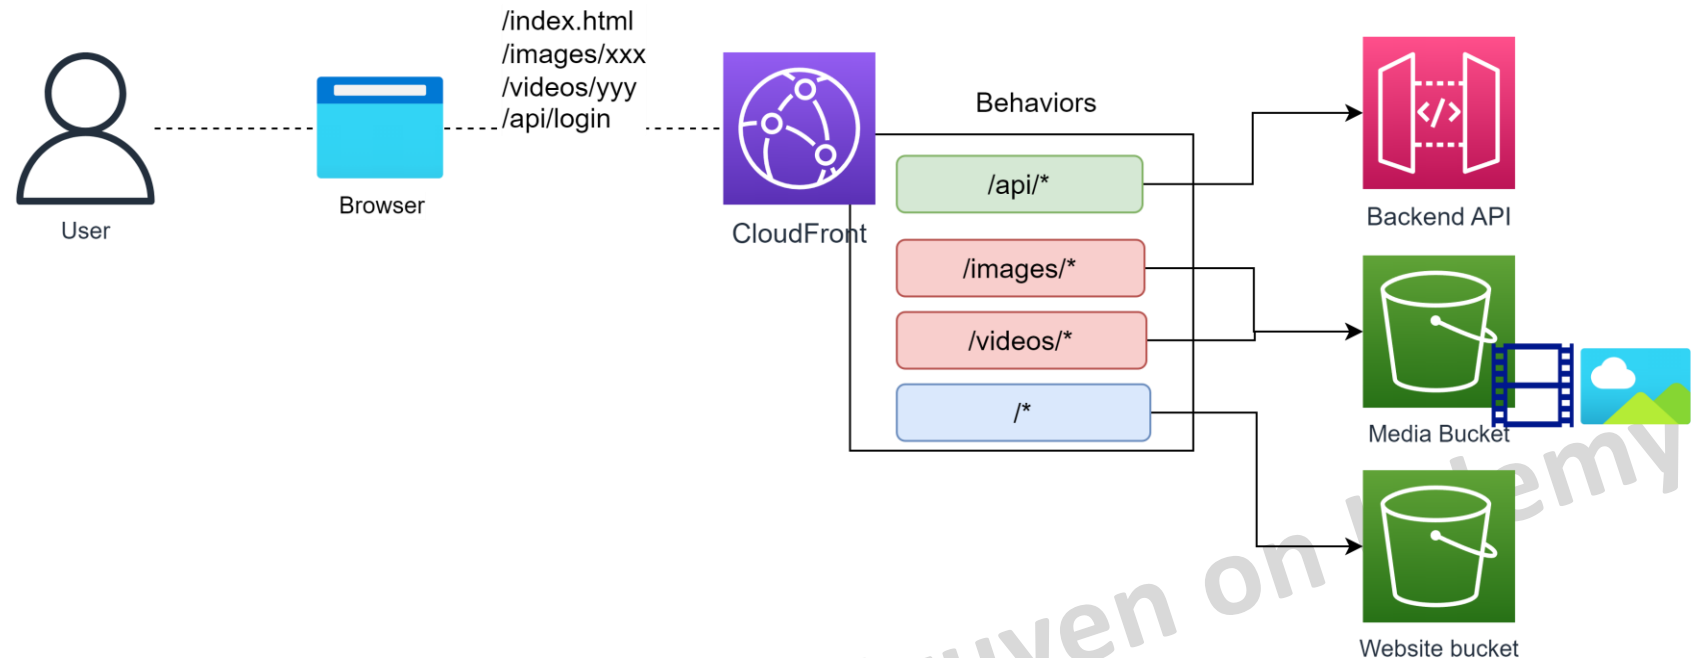 /index.html
/images/xxx
/videos/yyy
/api/login
User
Browser
CloudFront
Behaviors
/api/*
/images/*
/videos/*
/*
Backend API
Media Bucket
Website bucket
on